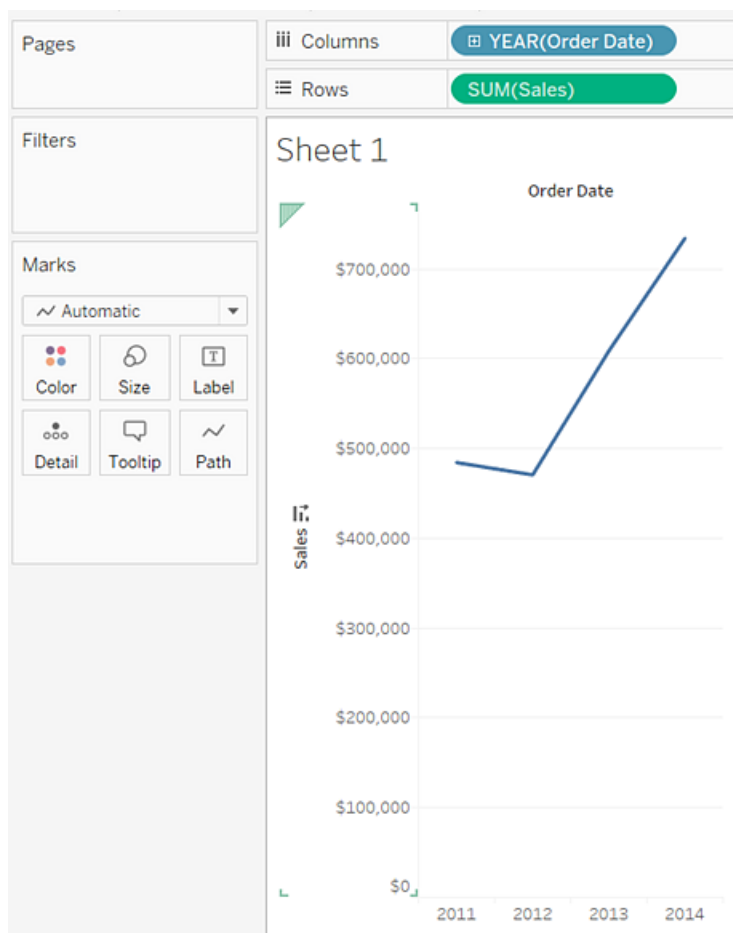 Pages
Columns
YEAR(Order Date)
Rows
SUM(Sales)
Filters
Sheet 1
Order Date
Marks
Automatic
Color
Size
T
Label
Detail
Tooltip
Path
Sales
$700,000
$600,000
$500,000
$400,000
$300,000
$200,000
$100,000
$0
2011
2012
2013
2014